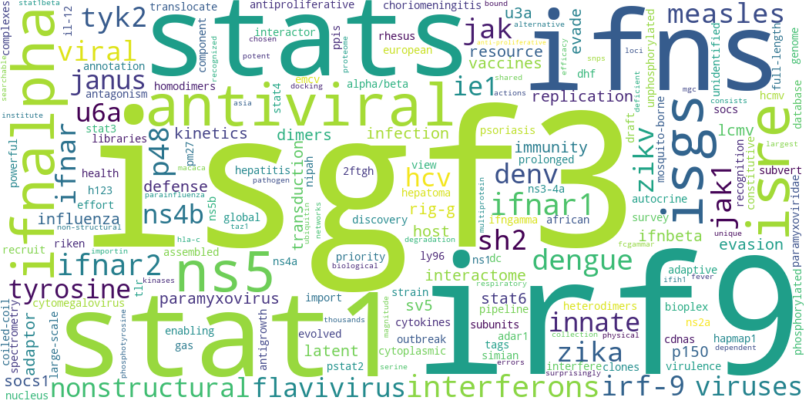 stat1beta
il-12
translocate
antiproliferative
choriomeningitis
bound
complexes
tyk2
stats
ppis
interactor
rhesus
u3a
alternative
jak
ifns
measles
viral
component
chosen
potent
recognized
european
proteome
evade
resource
vaccines
efficacy
snps
loci
unphosphorylated
deficient
mgc
unidentified
full-length
genome
searchable
annotation
janus
antagonism
homodimers
emcv
docking
stat4
alpha/beta
shared
actions
dhf
ie1
replication
consists
socs
hcmv
database
institute
ifnalpha
u6a
antiviral
asia
stat3
libraries
kinetics
dimers
infection
psoriasis
immunity
draft
mosquito-borne
zikv
isgs
lcmv
isre
largest
powerful
ifnar
p48
pm27
macaca
isgf3
transduction
hepatitis
pathogen
nipah
2ftgh
view
prolonged
hcv
denv
constitutive
autocrine
jak1
recognition
subvert
health
h123
parainfluenza
defense
effort
non-structural
influenza
ns4b
ns5b
global
taz1
ubiquitin
networks
rig-g
hepatoma
ns3-4a
ifnar1
ifngamma
african
host
survey
ifnbeta
evasion
unique
paramyxoviridae
recruit
riken
importin
hla-c
assembled
discovery
degradation
multiprotein
sh2
fcgammar
ifnar2
ns5
ns4a
priority
biological
ly96
ns1
dc
interactome
dengue
respiratory
adaptive
fever
ifih1
tyrosine
kinases
tlr
cytomegalovirus
paramyxovirus
import
strain
sv5
stat6
pipeline
heterodimers
bioplex
ns2a
phosphorylated
coiled-coil
spectrometry
large-scale
adaptor
phosphotyrosine
stat1
irf9
enabling
gas
evolved
antigrowth
thousands
magnitude
cytokines
subunits
outbreak
adar1
tags
collection
physical
innate
cdnas
hapmap1
dependent
socs1
nucleus
latent
pstat2
cytoplasmic
serine
simian
errors
surprisingly
zika
interfere
clones
p150
virulence
nonstructural
flavivirus
interferons
irf-9
viruses